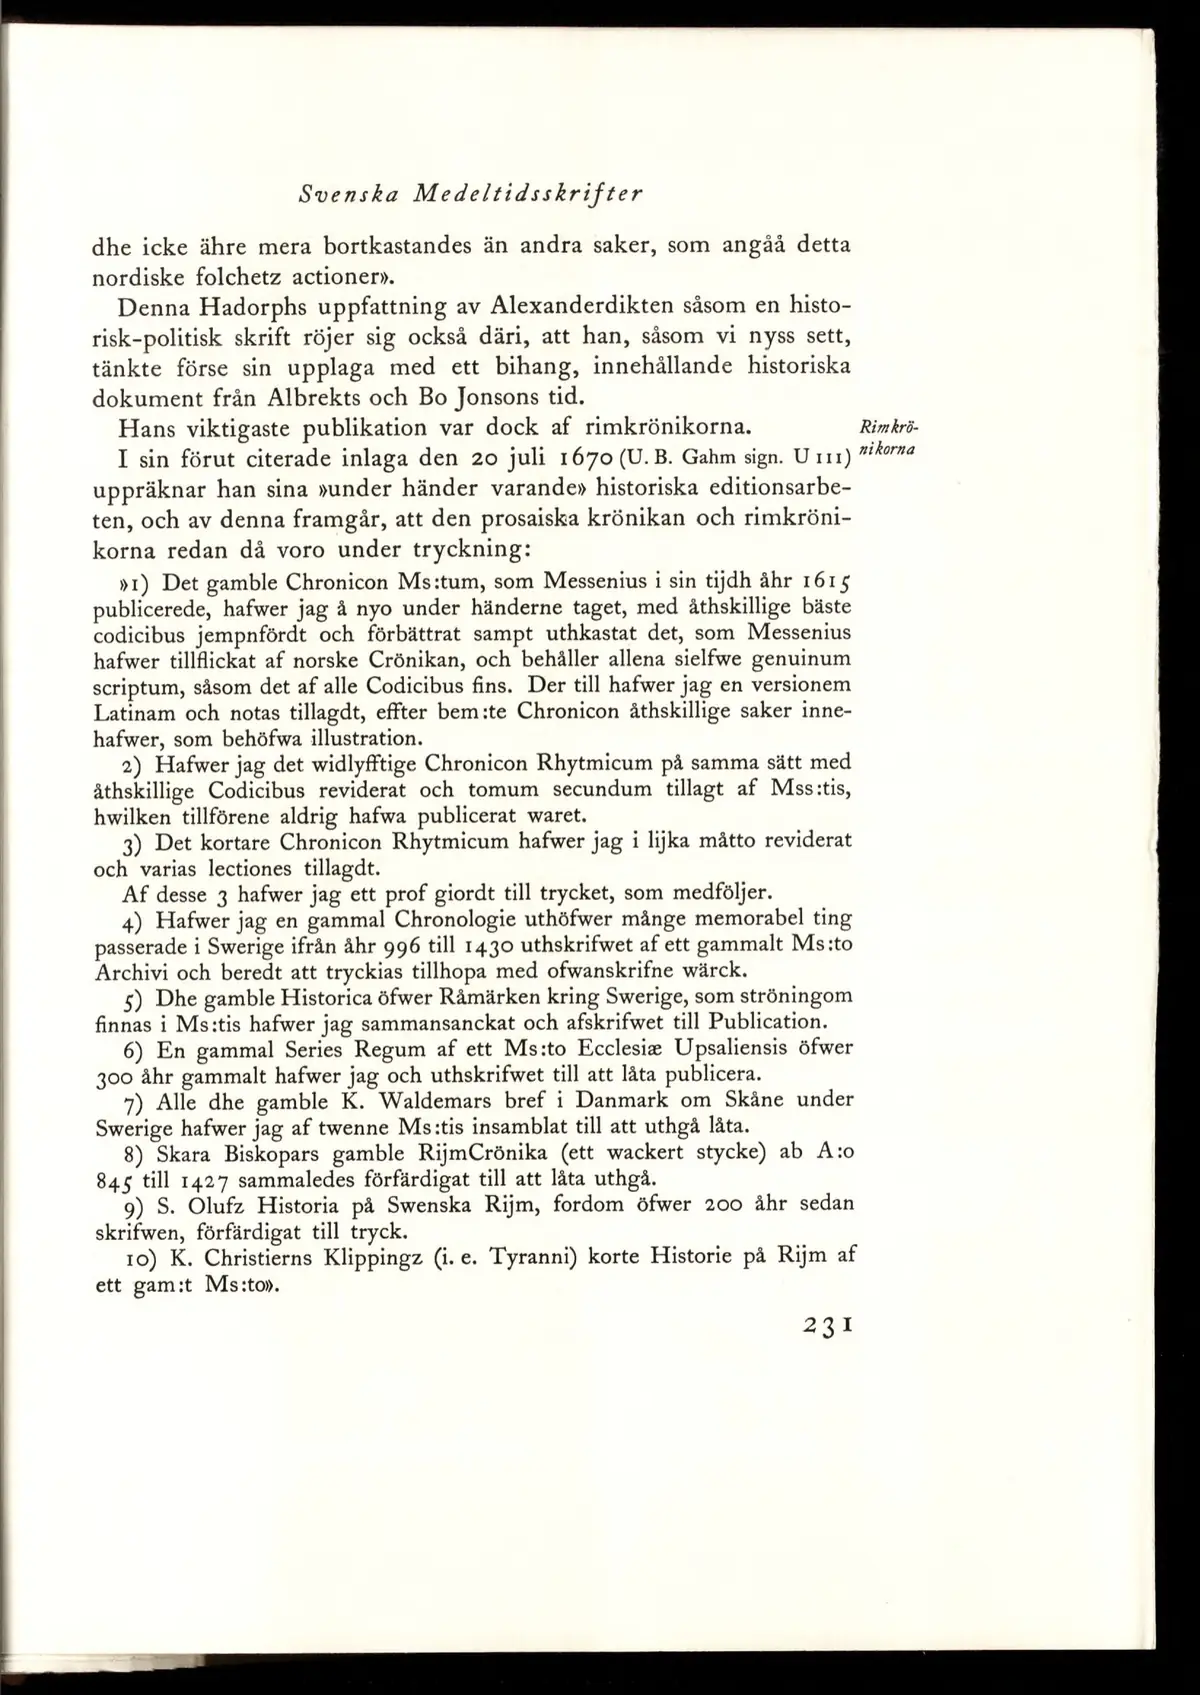 Svenska Medeltidsskrifter
dhe icke ähre mera bortkastandes än andra saker, som angåå detta
nordiske folchetz actioner».
Denna Hadorphs uppfattning av Alexanderdikten såsom en histo-
risk-politisk skrift röjer sig också däri, att han, såsom vi nyss sett,
tänkte förse sin upplaga med ett bihang, innehållande historiska
dokument från Albrekts och Bo Jonsons tid.
Hans viktigaste publikation var dock af rimkrönikorna.
Rimkrö-
nikorna
I sin förut citerade inlaga den 20 juli 1670 (U. B. Gahm sign. U 111)
uppräknar han sina »under händer varande» historiska editionsarbe-
ten, och av denna framgår, att den prosaiska krönikan och rimkröni-
korna redan då voro under tryckning:
»1) Det gamble Chronicon Ms:tum, som Messenius i sin tijdh åhr 1615
publicerede, hafwer jag å nyo under händerne taget, med åthskillige bäste
codicibus jempnfördt och förbättrat sampt uthkastat det, som Messenius
hafwer tillflickat af norske Crönikan, och behåller allena sielfwe genuinum
scriptum, såsom det af alle Codicibus fins. Der till hafwer jag en versionem
Latinam och notas tillagdt, effter bem:te Chronicon åthskillige saker inne-
hafwer, som behöfwa illustration.
2) Hafwer jag det widlyfftige Chronicon Rhytmicum på samma sätt med
åthskillige Codicibus reviderat och tomum secundum tillagt af Mss:tis,
hwilken tillförene aldrig hafwa publicerat waret.
3) Det kortare Chronicon Rhytmicum hafwer jag i lijka måtto reviderat
och varias lectiones tillagdt.
Af desse 3 hafwer jag ett prof giordt till trycket, som medföljer.
4) Hafwer jag en gammal Chronologie uthöfwer månge memorabel ting
passerade i Swerige ifrån åhr 996 till 1430 uthskrifwet af ett gammalt Ms:to
Archivi och beredt att tryckias tillhopa med ofwanskrifne wärck.
5) Dhe gamble Historica öfwer Råmärken kring Swerige, som ströningom
finnas i Ms:tis hafwer jag sammansanckat och afskrifwet till Publication.
6) En gammal Series Regum af ett Ms:to Ecclesiæ Upsaliensis öfwer
300 åhr gammalt hafwer jag och uthskrifwet till att låta publicera.
7) Alle dhe gamble K. Waldemars bref i Danmark om Skåne under
Swerige hafwer jag af twenne Ms:tis insamblat till att uthgå låta.
8) Skara Biskopars gamble RijmCrönika (ett wackert stycke) ab A:o
845 till 1427 sammaledes förfärdigat till att låta uthgå.
9) S. Olufz Historia på Swenska Rijm, fordom öfwer 200 åhr sedan
skrifwen, förfärdigat till tryck.
10) K. Christierns Klippingz (i. e. Tyranni) korte Historie på Rijm af
ett gam:t Ms:to».
231